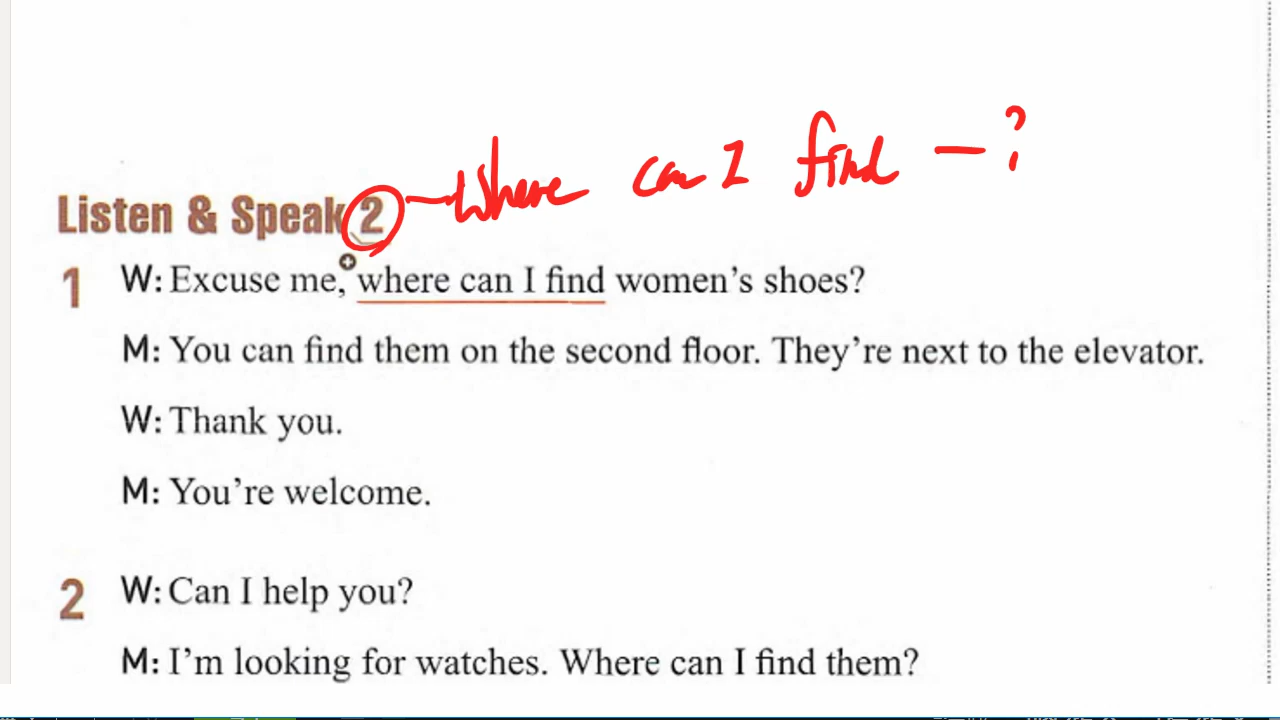 Where can I find — ?
Listen & Speak 2
1 W: Excuse me, where can I find women's shoes?
M: You can find them on the second floor. They're next to the elevator.
W: Thank you.
M: You're welcome.
2 W: Can I help you?
M: I'm looking for watches. Where can I find them?